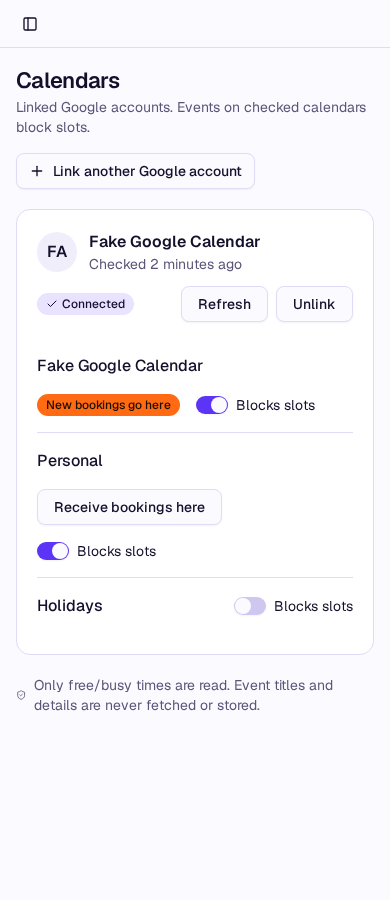 Calendars
Linked Google accounts. Events on checked calendars
block slots.
Link another Google account
FA
Fake Google Calendar
Checked 2 minutes ago
Connected
Refresh
Unlink
Fake Google Calendar
New bookings go here
Blocks slots
Personal
Receive bookings here
Blocks slots
Holidays
Blocks slots
Only free/busy times are read. Event titles and
details are never fetched or stored.